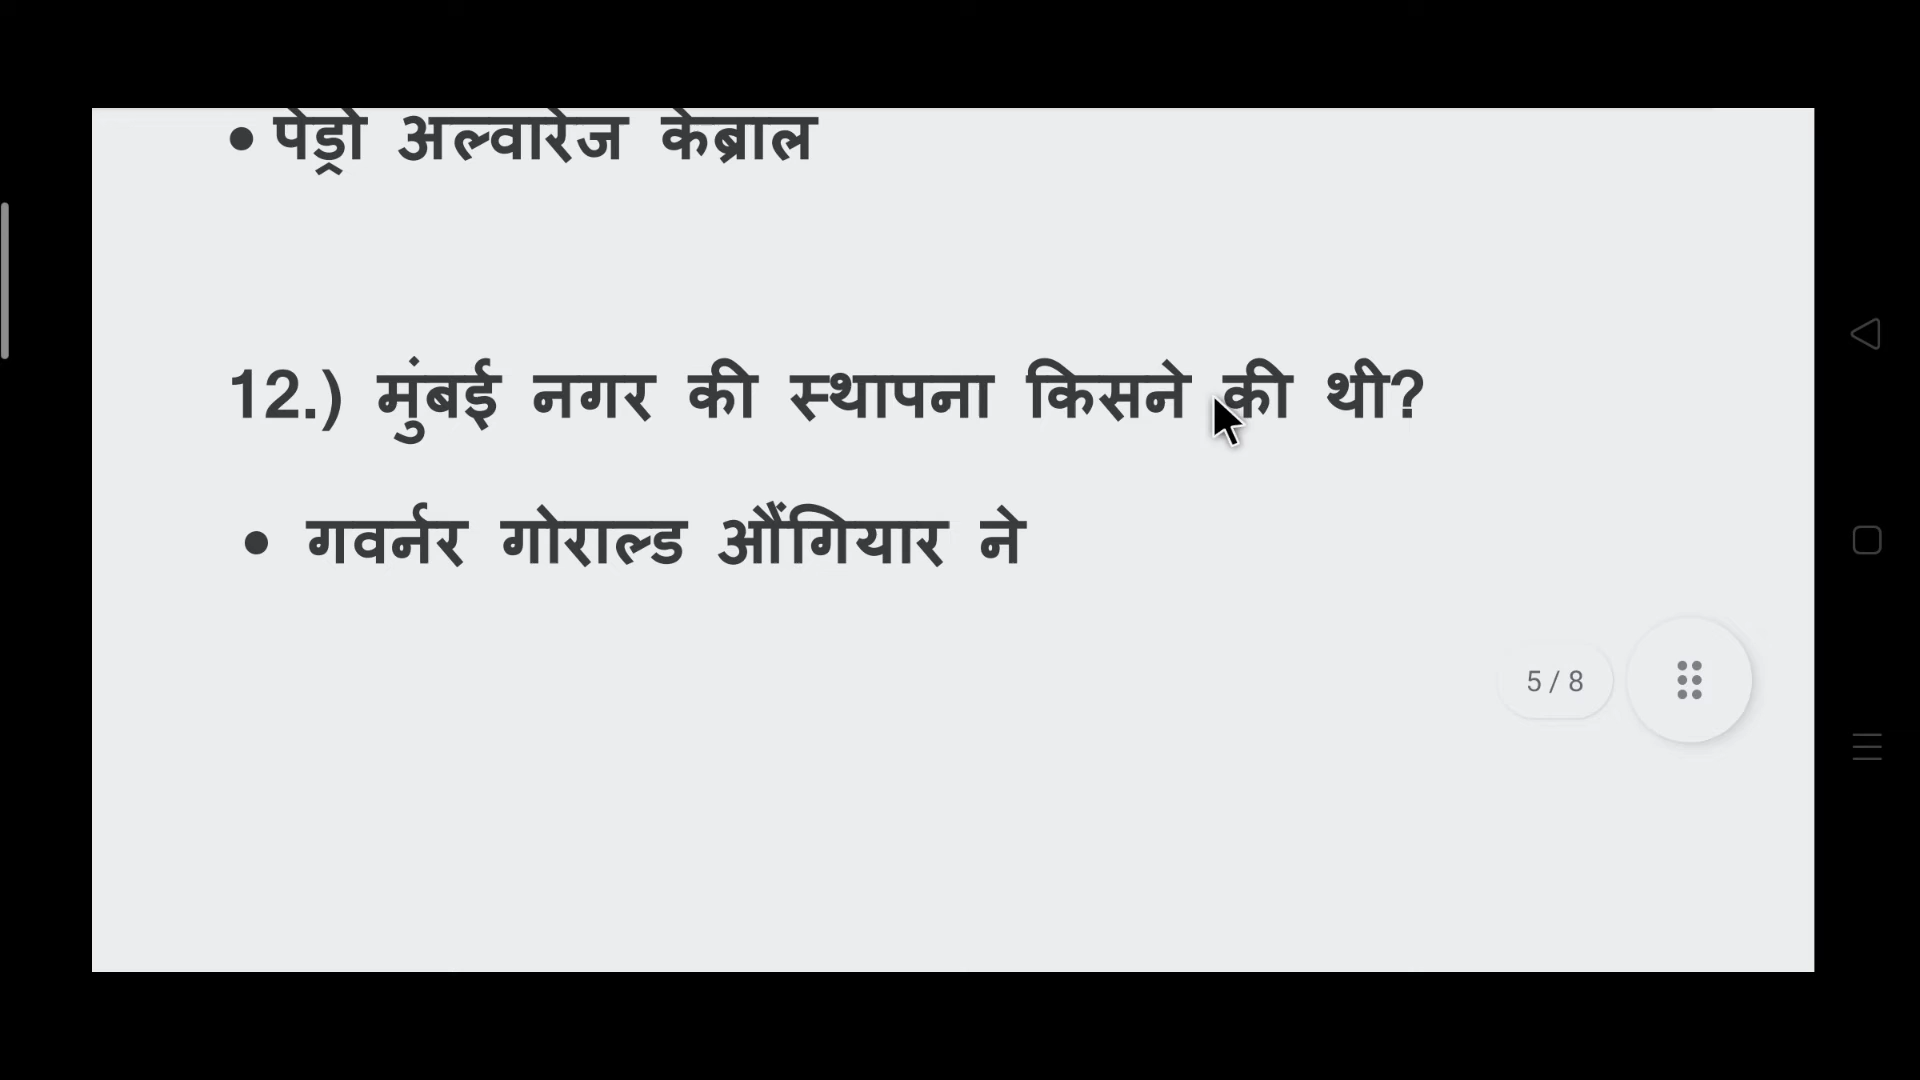 • पेड्रो अल्वारेज केब्राल
12.) मुंबई नगर की स्थापना किसने की थी?
• गवर्नर गोराल्ड औंगियार ने
5 / 8